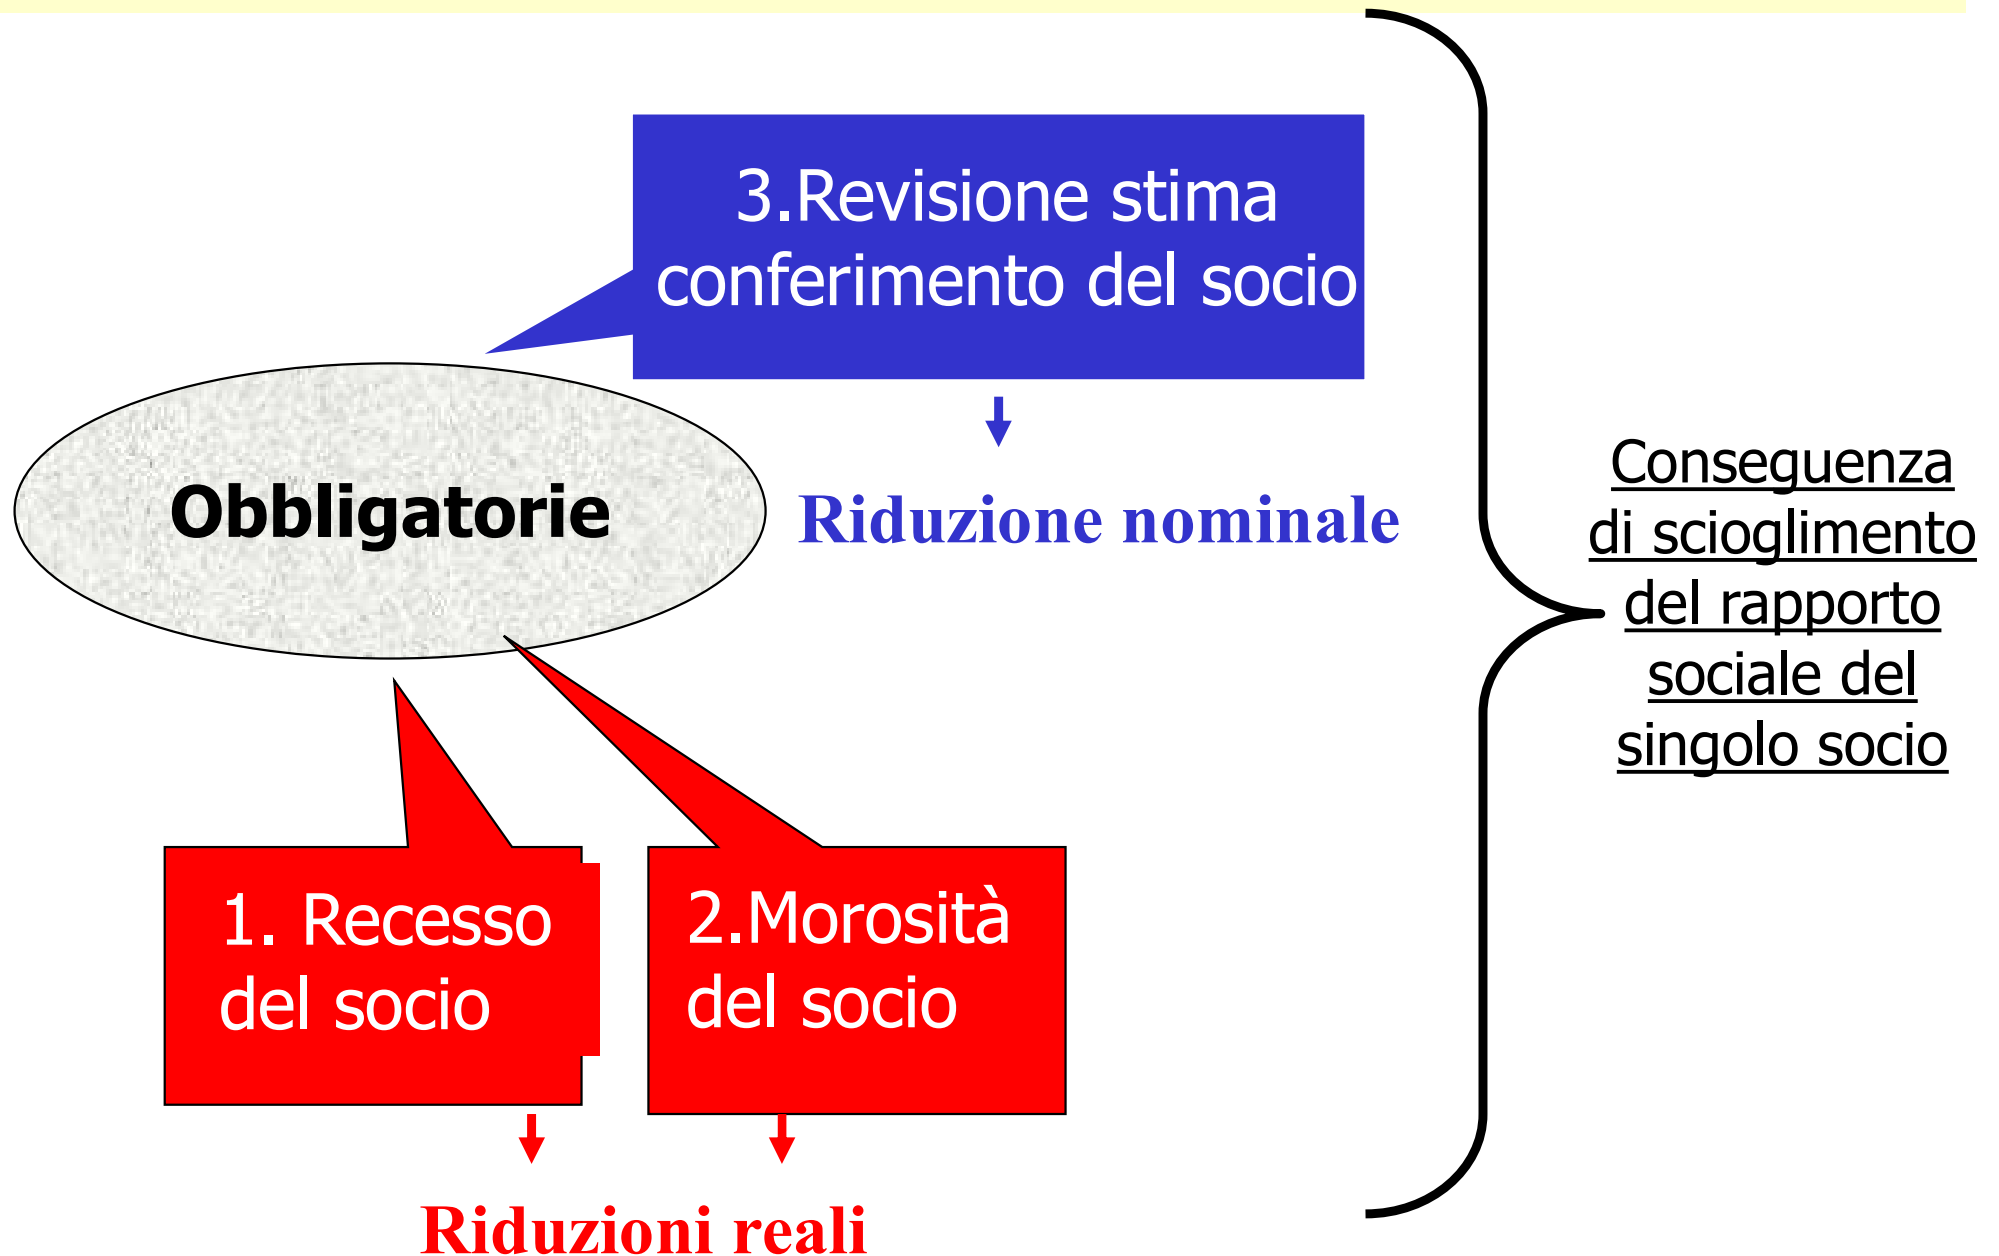 3.Revisione stima
conferimento del socio
Obbligatorie
Riduzione nominale
Conseguenza
di scioglimento
del rapporto
sociale del
singolo socio
1. Recesso
del socio
2.Morosità
del socio
Riduzioni reali